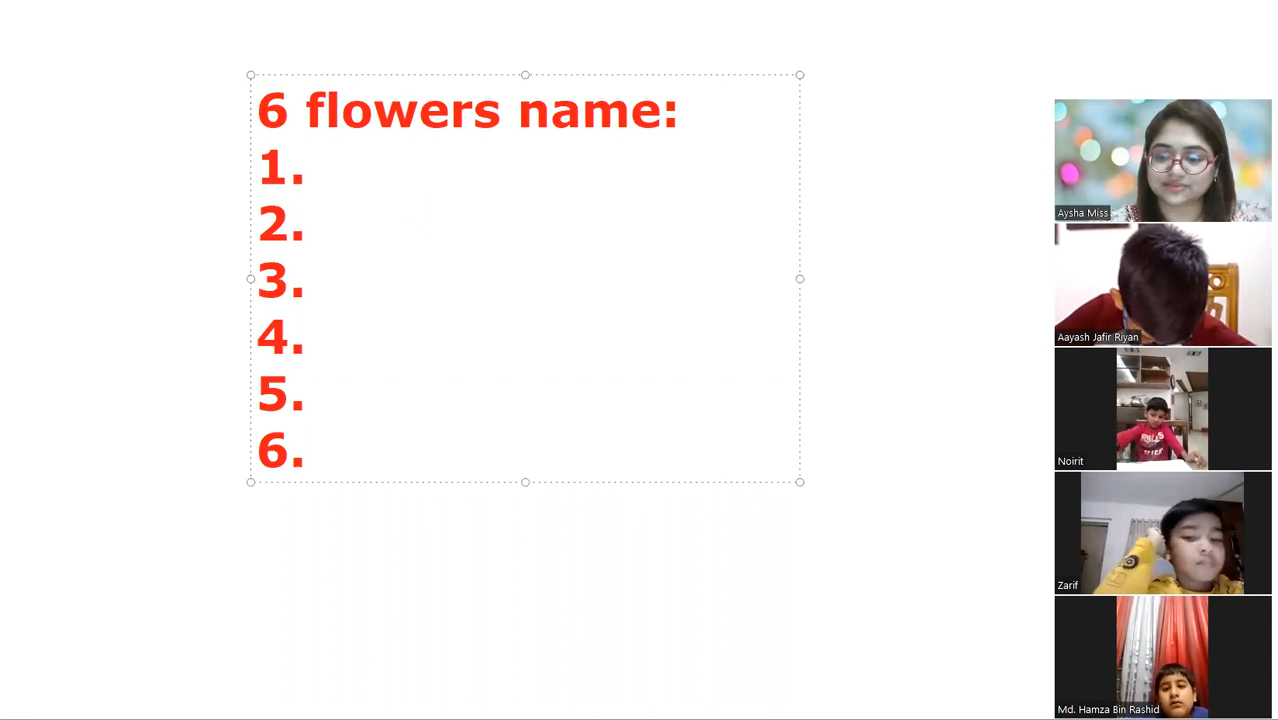 6 flowers name:
1.
2.
3.
4.
5.
6.
Aysha Miss
Aayash Jafir Riyan
Noirit
Zarif
Md. Hamza Bin Rashid